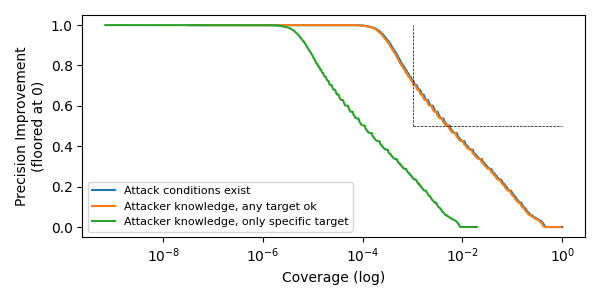 Precision Improvement
(floored at 0)
1.0
0.8
0.6
0.4
0.2
0.0
Attack conditions exist
Attacker knowledge, any target ok
Attacker knowledge, only specific target
10⁻⁸
10⁻⁶
10⁻⁴
10⁻²
10⁰
Coverage (log)